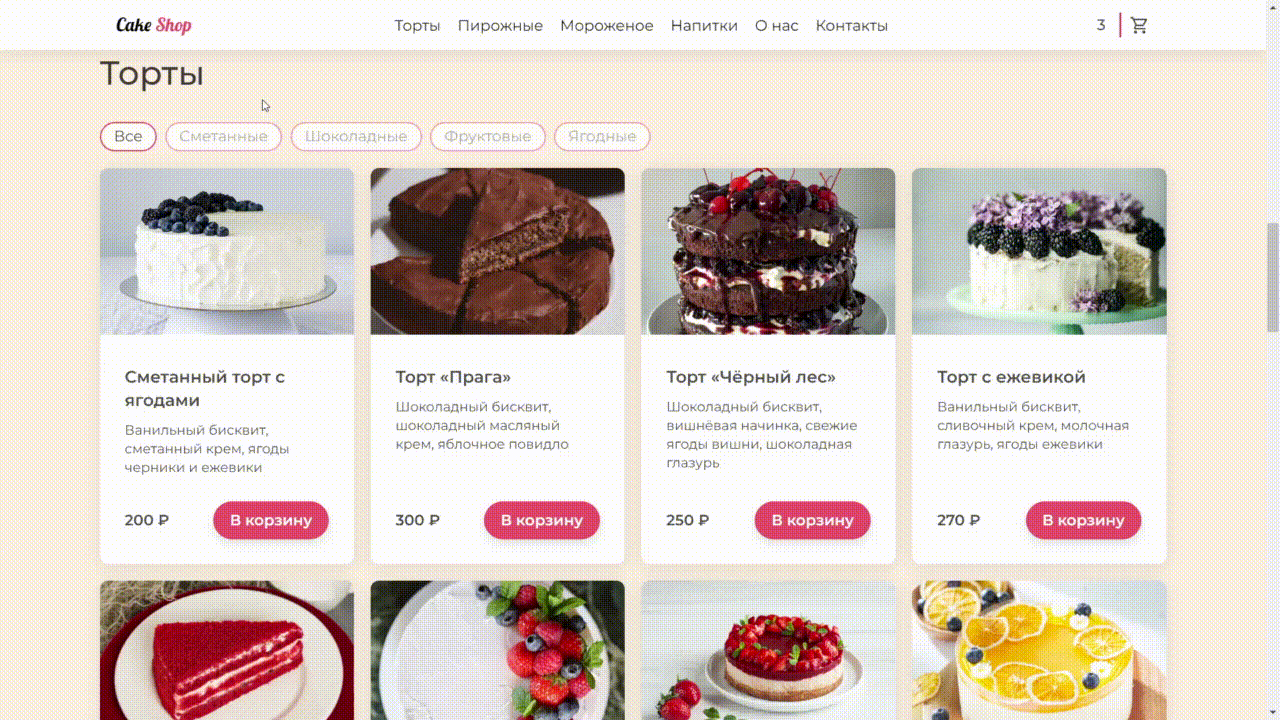 Cake Shop
Торты Пирожные Мороженое Напитки О нас Контакты
3
Торты
Все Сметанные Шоколадные Фруктовые Ягодные
Сметанный торт с
ягодами
Ванильный бисквит,
сметанный крем, ягоды
черники и ежевики
200 ₽
В корзину
Торт «Прага»
Шоколадный бисквит,
шоколадный масляный
крем, яблочное повидло
300 ₽
В корзину
Торт «Чёрный лес»
Шоколадный бисквит,
вишнёвая начинка, свежие
ягоды вишни, шоколадная
глазурь
250 ₽
В корзину
Торт с ежевикой
Ванильный бисквит,
сливочный крем, молочная
глазурь, ягоды ежевики
270 ₽
В корзину